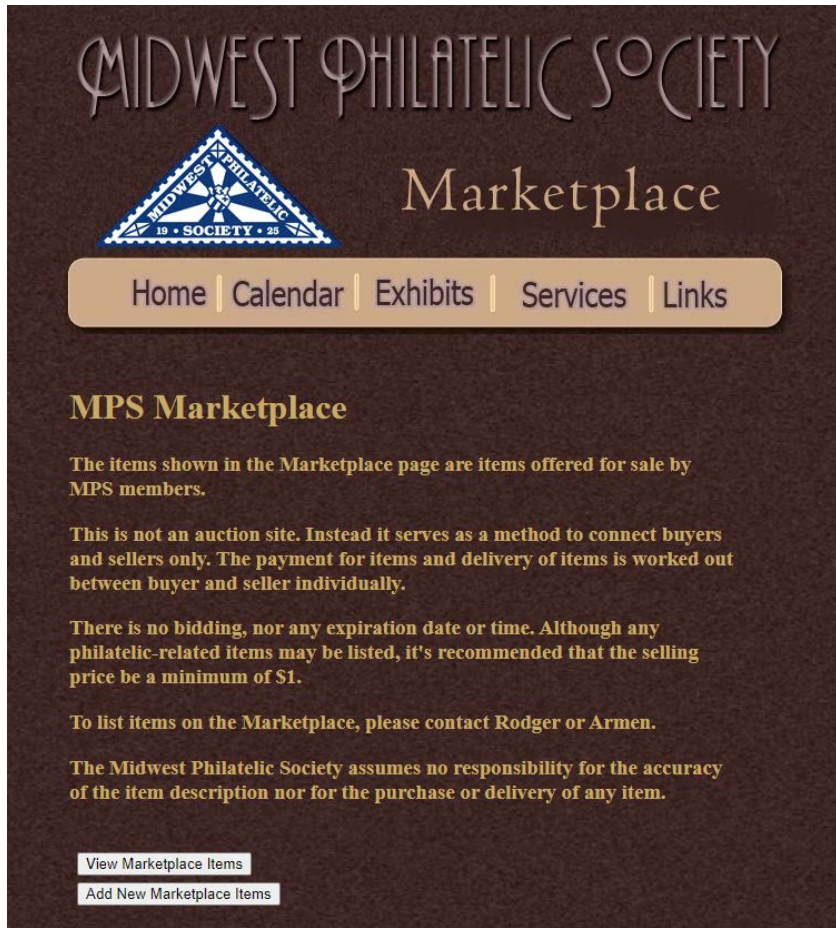 MIDWEST PHILATELIC SOCIETY
MIDWEST PHILATELIC
19 • SOCIETY • 25
Marketplace
Home Calendar Exhibits Services Links
MPS Marketplace
The items shown in the Marketplace page are items offered for sale by
MPS members.
This is not an auction site. Instead it serves as a method to connect buyers
and sellers only. The payment for items and delivery of items is worked out
between buyer and seller individually.
There is no bidding, nor any expiration date or time. Although any
philatelic-related items may be listed, it's recommended that the selling
price be a minimum of $1.
To list items on the Marketplace, please contact Rodger or Armen.
The Midwest Philatelic Society assumes no responsibility for the accuracy
of the item description nor for the purchase or delivery of any item.
View Marketplace Items
Add New Marketplace Items